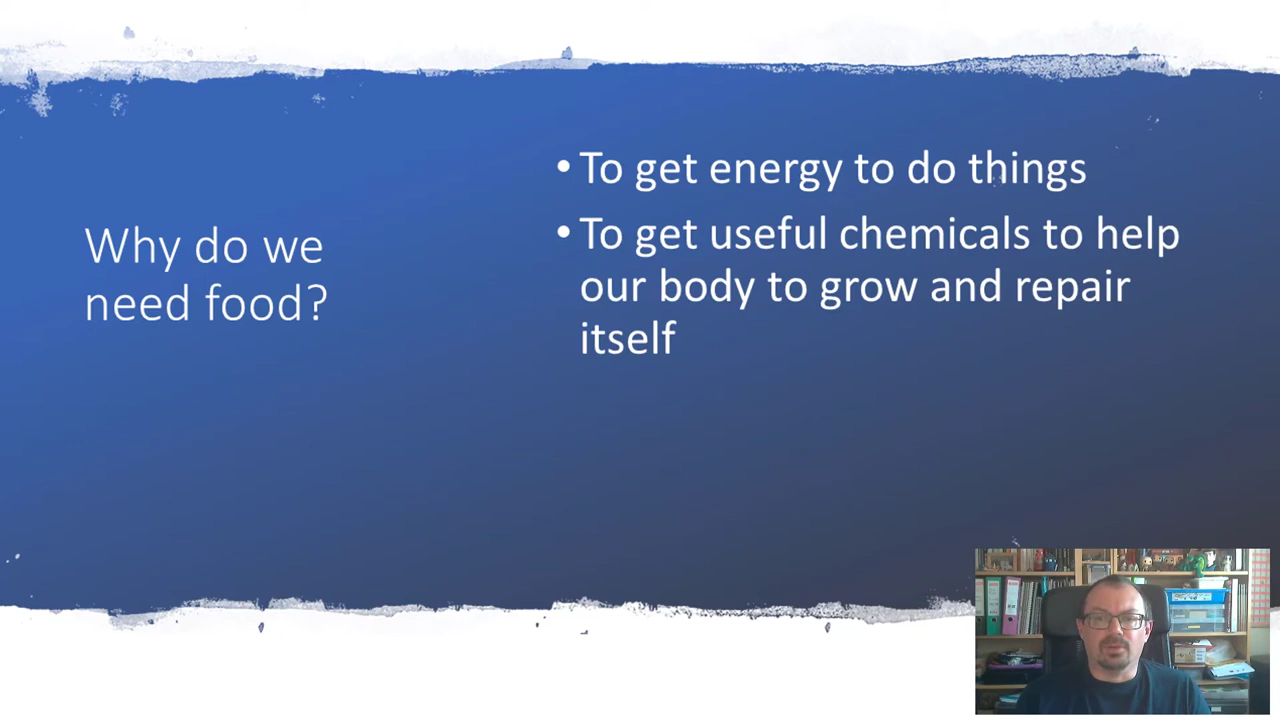 Why do we
need food?
• To get energy to do things
• To get useful chemicals to help
our body to grow and repair
itself